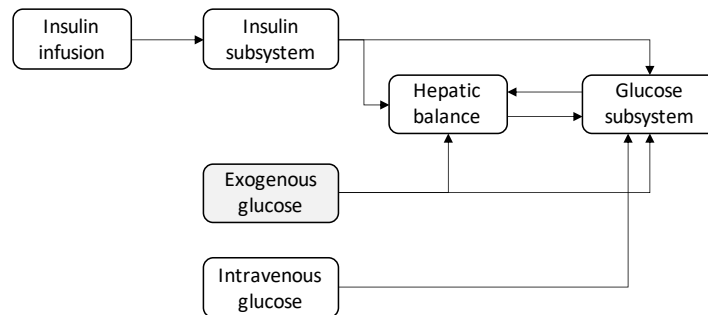 Insulin
infusion
Insulin
subsystem
Hepatic
balance
Glucose
subsystem
Exogenous
glucose
Intravenous
glucose